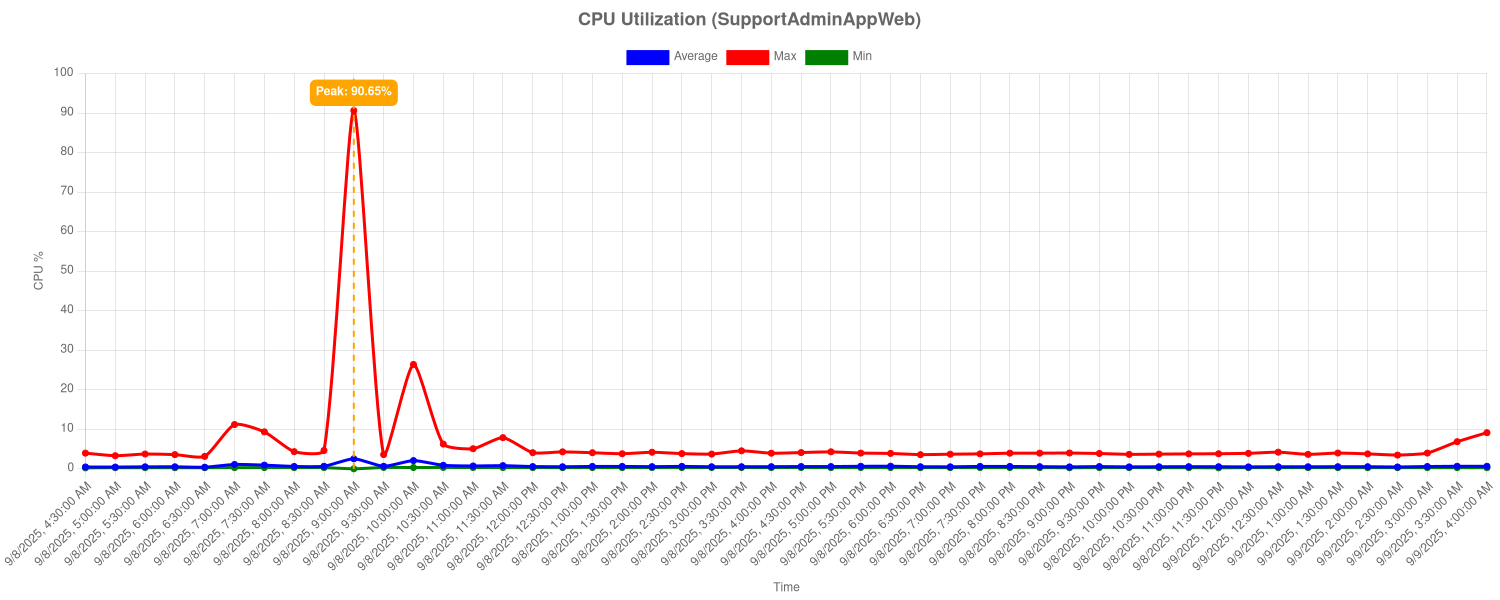 CPU Utilization (SupportAdminAppWeb)
Average Max Min
Peak: 90.65%
100
90
80
70
60
50
40
30
20
10
0
CPU %
9/8/2025, 4:30:00 AM
9/8/2025, 5:00:00 AM
9/8/2025, 5:30:00 AM
9/8/2025, 6:00:00 AM
9/8/2025, 6:30:00 AM
9/8/2025, 7:00:00 AM
9/8/2025, 7:30:00 AM
9/8/2025, 8:00:00 AM
9/8/2025, 8:30:00 AM
9/8/2025, 9:00:00 AM
9/8/2025, 9:30:00 AM
9/8/2025, 10:00:00 AM
9/8/2025, 10:30:00 AM
9/8/2025, 11:00:00 AM
9/8/2025, 11:30:00 AM
9/8/2025, 12:00:00 PM
9/8/2025, 12:30:00 PM
9/8/2025, 1:00:00 PM
9/8/2025, 1:30:00 PM
9/8/2025, 2:00:00 PM
9/8/2025, 2:30:00 PM
9/8/2025, 3:00:00 PM
9/8/2025, 3:30:00 PM
9/8/2025, 4:00:00 PM
9/8/2025, 4:30:00 PM
9/8/2025, 5:00:00 PM
9/8/2025, 5:30:00 PM
9/8/2025, 6:00:00 PM
9/8/2025, 6:30:00 PM
9/8/2025, 7:00:00 PM
9/8/2025, 7:30:00 PM
9/8/2025, 8:00:00 PM
9/8/2025, 8:30:00 PM
9/8/2025, 9:00:00 PM
9/8/2025, 9:30:00 PM
9/8/2025, 10:00:00 PM
9/8/2025, 10:30:00 PM
9/8/2025, 11:00:00 PM
9/8/2025, 11:30:00 PM
9/9/2025, 12:00:00 AM
9/9/2025, 12:30:00 AM
9/9/2025, 1:00:00 AM
9/9/2025, 1:30:00 AM
9/9/2025, 2:00:00 AM
9/9/2025, 2:30:00 AM
9/9/2025, 3:00:00 AM
9/9/2025, 3:30:00 AM
9/9/2025, 4:00:00 AM
Time